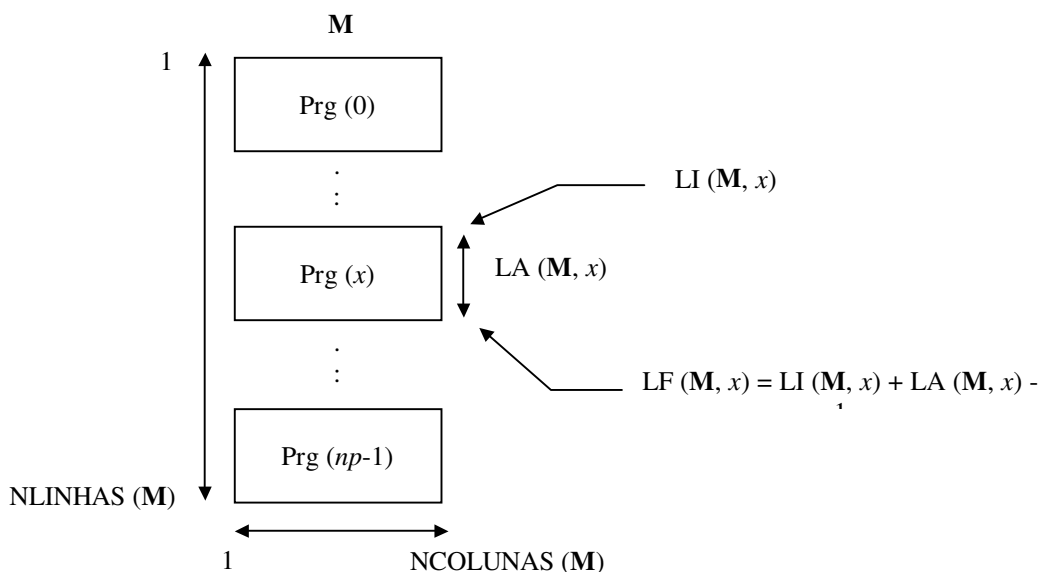 M
1
Prg (0)
LI (M, x)
Prg (x)
LA (M, x)
LF (M, x) = LI (M, x) + LA (M, x) -
Prg (np-1)
NLINHAS (M)
1
NCOLUNAS (M)